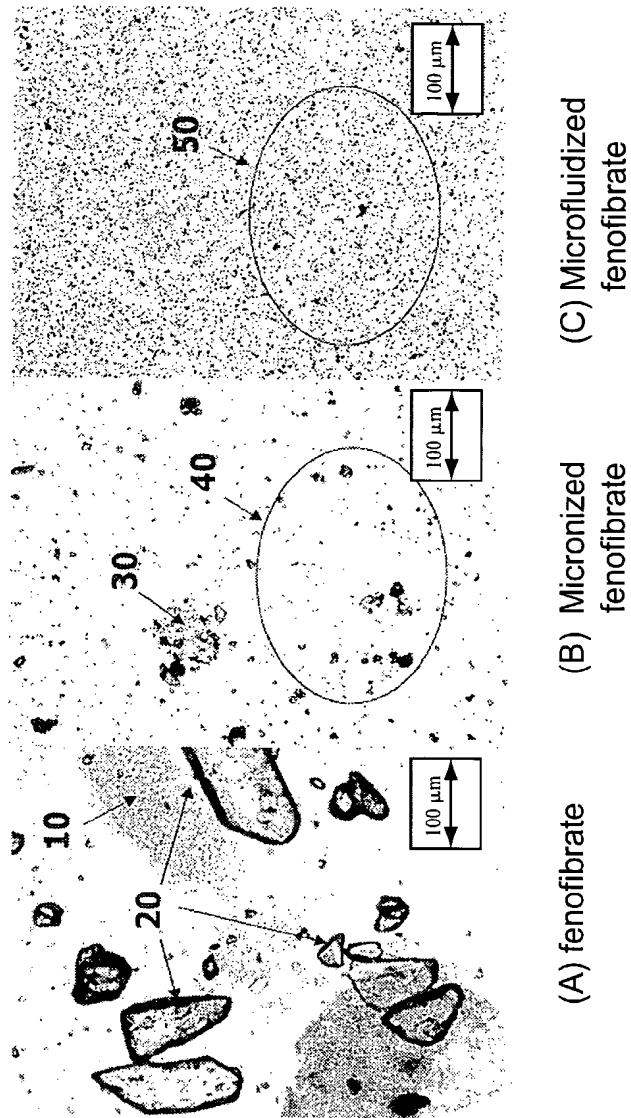 10
20
100 μm
(A) fenofibrate
30
40
100 μm
(B) Micronized
fenofibrate
50
100 μm
(C) Microfluidized
fenofibrate